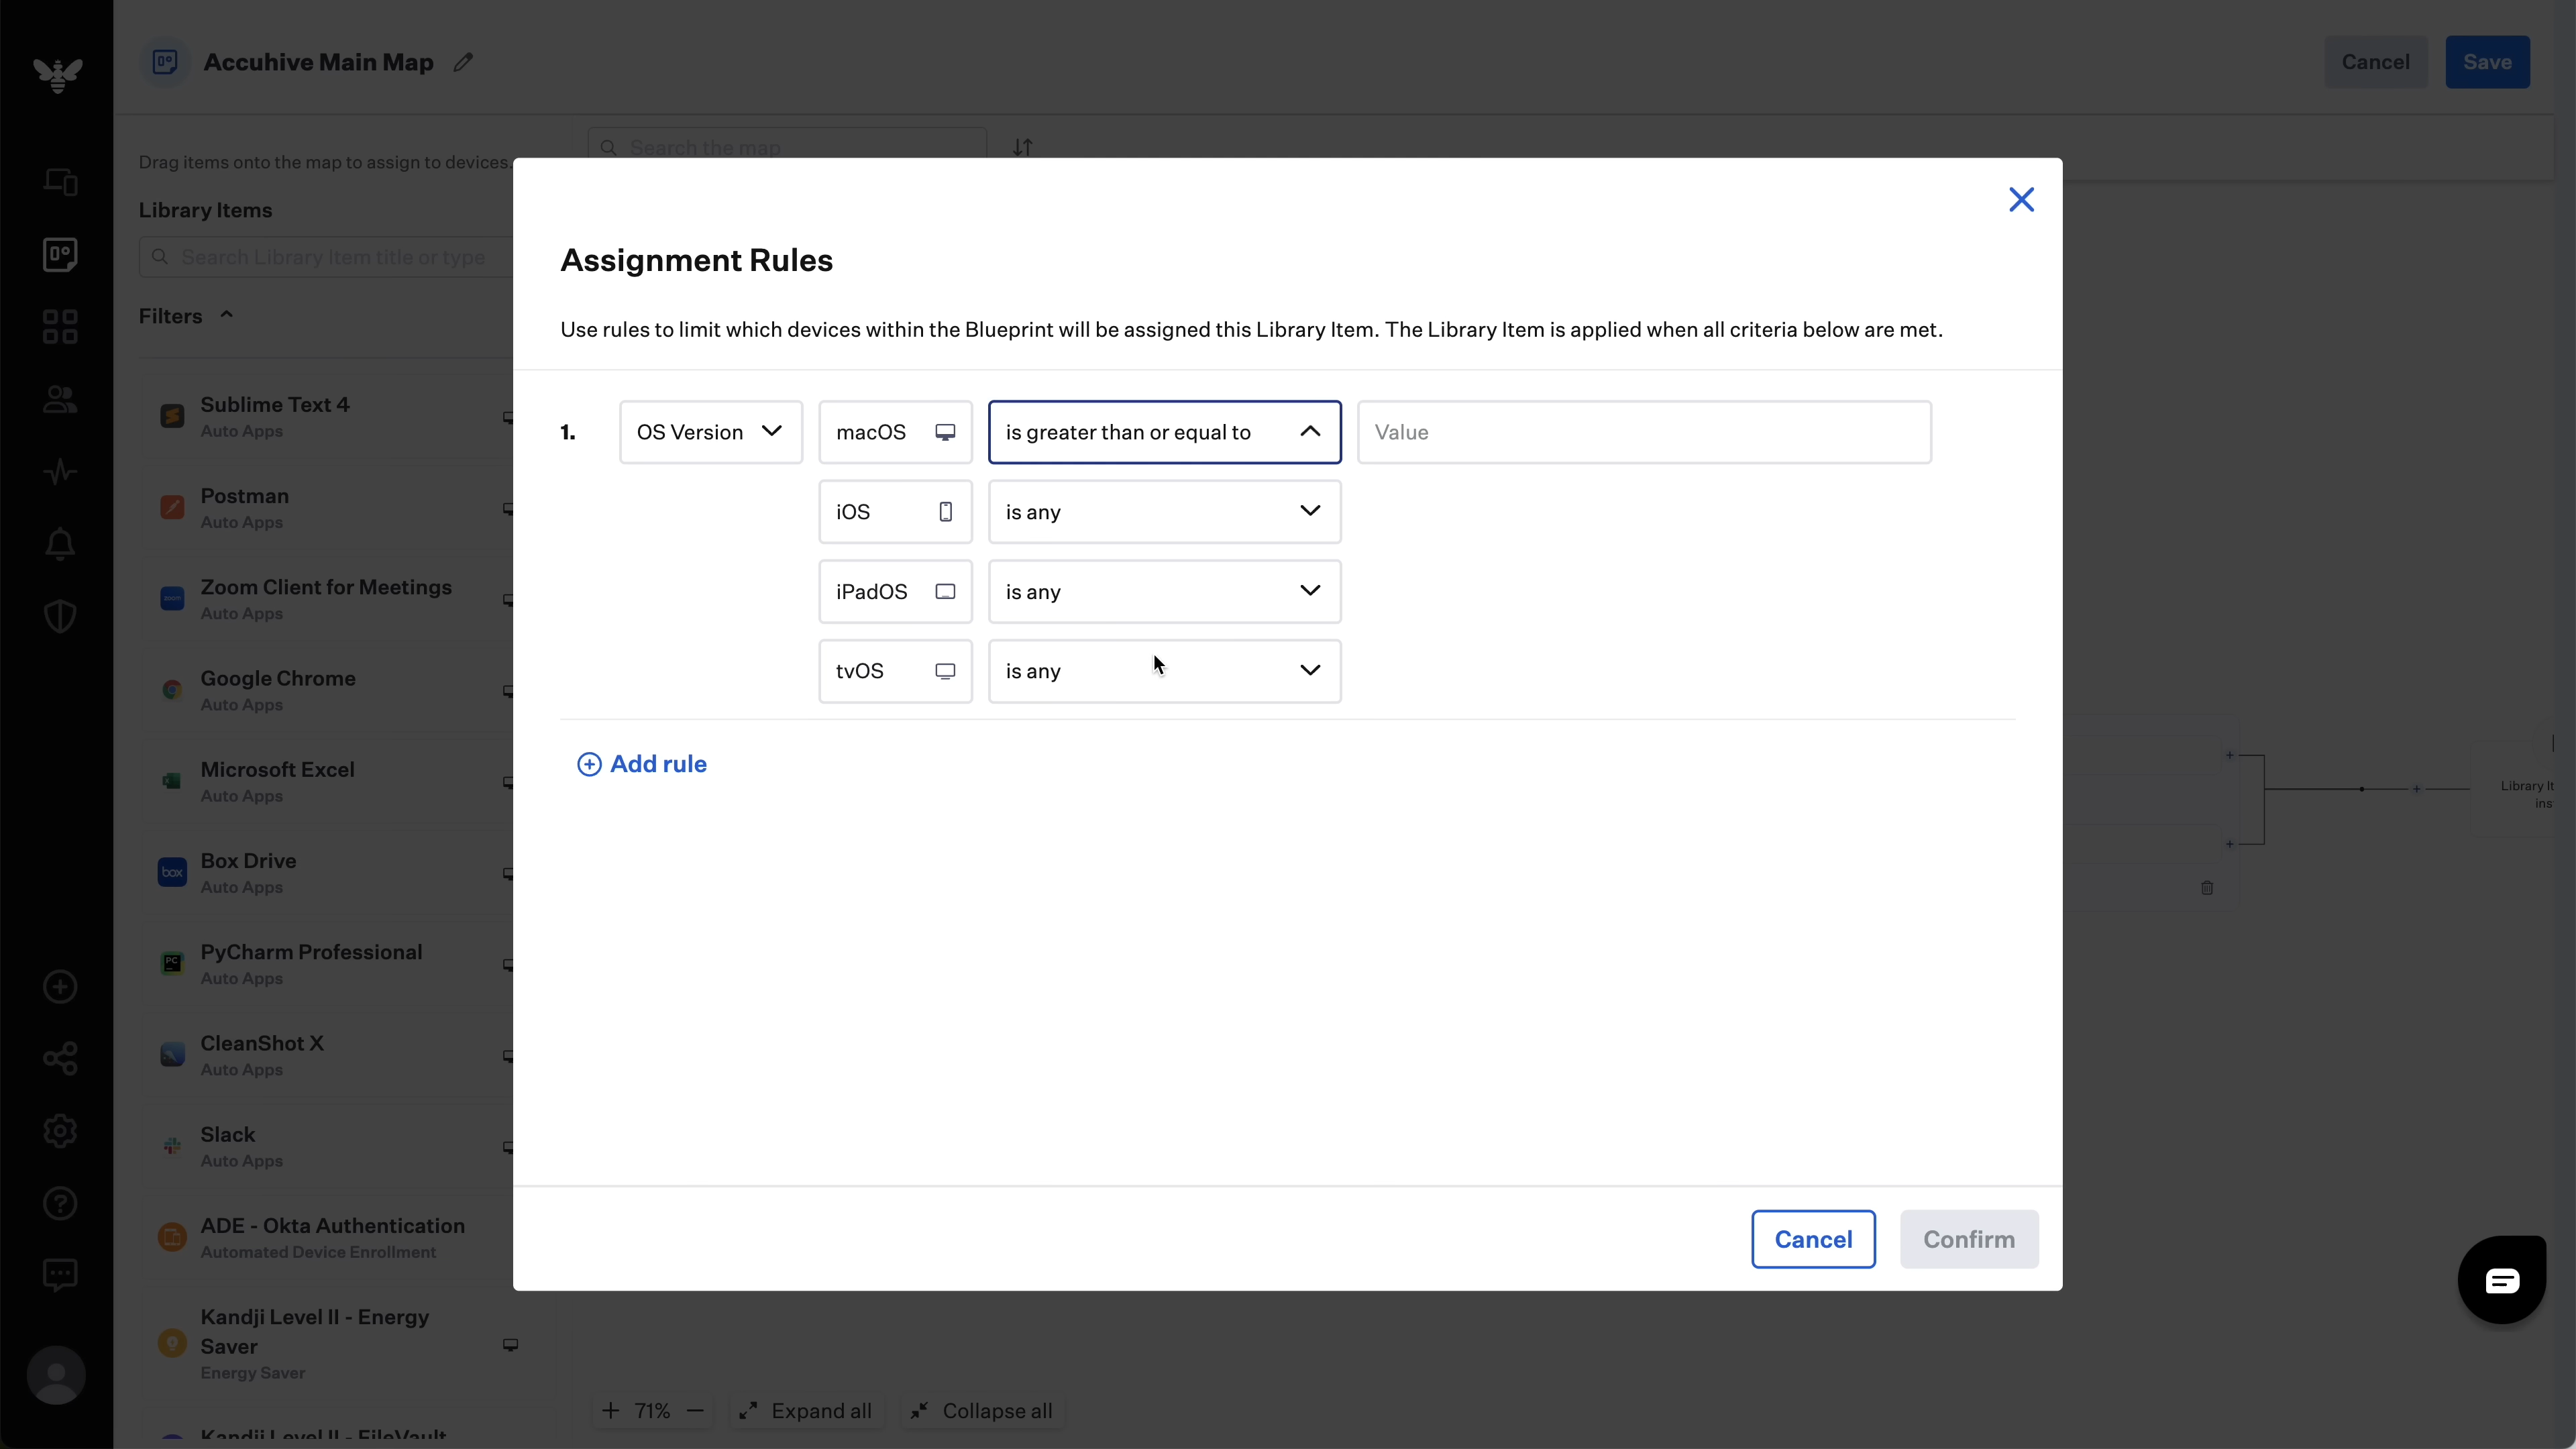 Accuhive Main Map
Cancel
Save
Drag items onto the map to assign to devices.
Search the map
Library Items
Search Library Item title or type
Filters
Sublime Text 4
Auto Apps
Postman
Auto Apps
Zoom Client for Meetings
Auto Apps
Google Chrome
Auto Apps
Microsoft Excel
Auto Apps
Box Drive
Auto Apps
PyCharm Professional
Auto Apps
CleanShot X
Auto Apps
Slack
Auto Apps
ADE - Okta Authentication
Automated Device Enrollment
Kandji Level II - Energy
Saver
Energy Saver
Kandji Level II - FileVault
Assignment Rules
Use rules to limit which devices within the Blueprint will be assigned this Library Item. The Library Item is applied when all criteria below are met.
1. OS Version macOS is greater than or equal to Value
iOS is any
iPadOS is any
tvOS is any
Add rule
Cancel
Confirm
Library It
ins
71%
Expand all
Collapse all